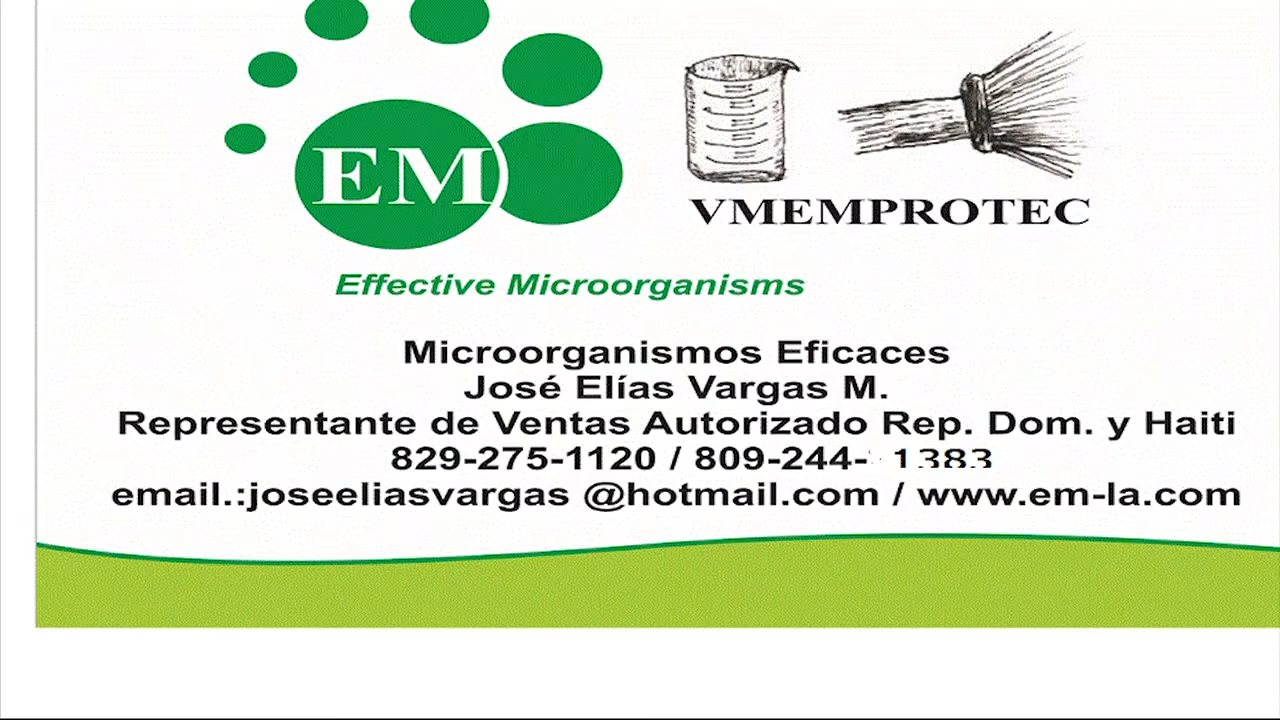 EM
VMEMPROTEC
Effective Microorganisms
Microorganismos Eficaces
José Elías Vargas M.
Representante de Ventas Autorizado Rep. Dom. y Haiti
829-275-1120 / 809-244- 1383
email.:joseeliasvargas @hotmail.com / www.em-la.com